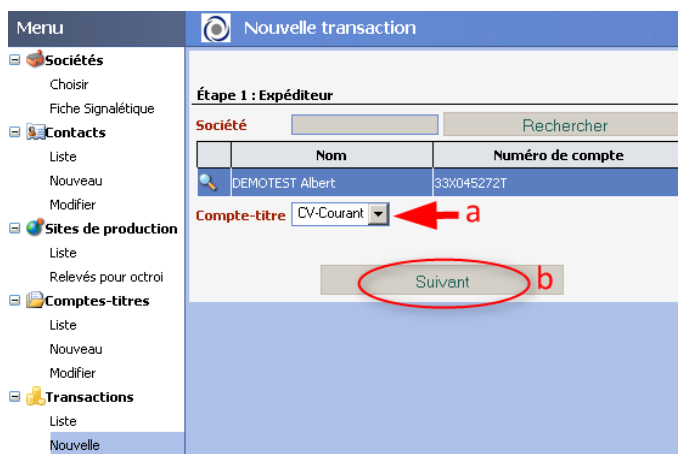 Menu
Nouvelle transaction
Sociétés
Choisir
Fiche Signalétique
Contacts
Liste
Nouveau
Modifier
Sites de production
Liste
Relevés pour octroi
Comptes-titres
Liste
Nouveau
Modifier
Transactions
Liste
Nouvelle
Étape 1 : Expéditeur
Société Rechercher
Nom Numéro de compte
DEMOTEST Albert 33X045272T
Compte-titre CV-Courant a
Suivant b